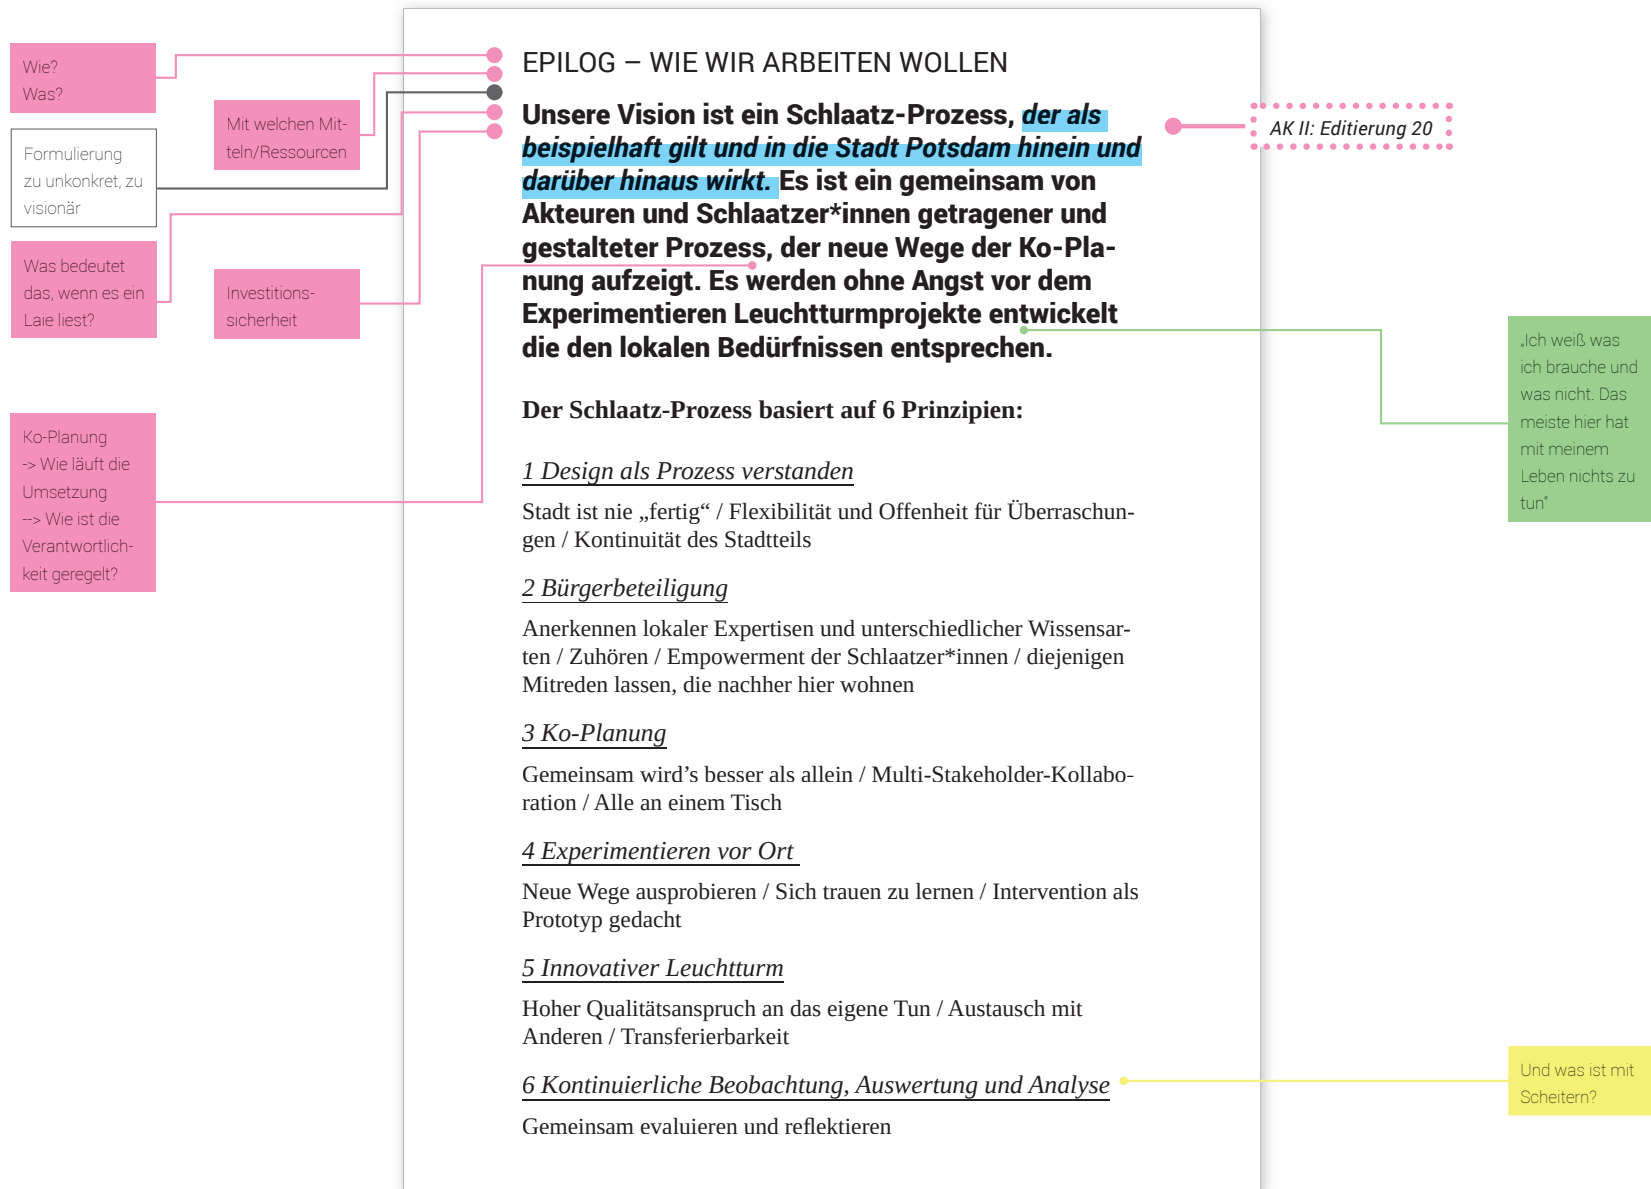 Wie?
Was?
Mit welchen Mit-
teln/Ressourcen
Formulierung
zu unkonkret, zu
visionär
Was bedeutet
das, wenn es ein
Laie liest?
Investitions-
sicherheit
Ko-Planung
-> Wie läuft die
Umsetzung
--> Wie ist die
Verantwortlich-
keit geregelt?
EPILOG – WIE WIR ARBEITEN WOLLEN
Unsere Vision ist ein Schlaatz-Prozess, der als
beispielhaft gilt und in die Stadt Potsdam hinein und
darüber hinaus wirkt. Es ist ein gemeinsam von
Akteuren und Schlaatzer*innen getragener und
gestalteter Prozess, der neue Wege der Ko-Pla-
nung aufzeigt. Es werden ohne Angst vor dem
Experimentieren Leuchtturmprojekte entwickelt
die den lokalen Bedürfnissen entsprechen.
Der Schlaatz-Prozess basiert auf 6 Prinzipien:
1 Design als Prozess verstanden
Stadt ist nie „fertig“ / Flexibilität und Offenheit für Überraschun-
gen / Kontinuität des Stadtteils
2 Bürgerbeteiligung
Anerkennen lokaler Expertisen und unterschiedlicher Wissensar-
ten / Zuhören / Empowerment der Schlaatzer*innen / diejenigen
Mitreden lassen, die nachher hier wohnen
3 Ko-Planung
Gemeinsam wird’s besser als allein / Multi-Stakeholder-Kollabo-
ration / Alle an einem Tisch
4 Experimentieren vor Ort
Neue Wege ausprobieren / Sich trauen zu lernen / Intervention als
Prototyp gedacht
5 Innovativer Leuchtturm
Hoher Qualitätsanspruch an das eigene Tun / Austausch mit
Anderen / Transferierbarkeit
6 Kontinuierliche Beobachtung, Auswertung und Analyse
Gemeinsam evaluieren und reflektieren
AK II: Editierung 20
„Ich weiß was
ich brauche und
was nicht. Das
meiste hier hat
mit meinem
Leben nichts zu
tun“
Und was ist mit
Scheitern?